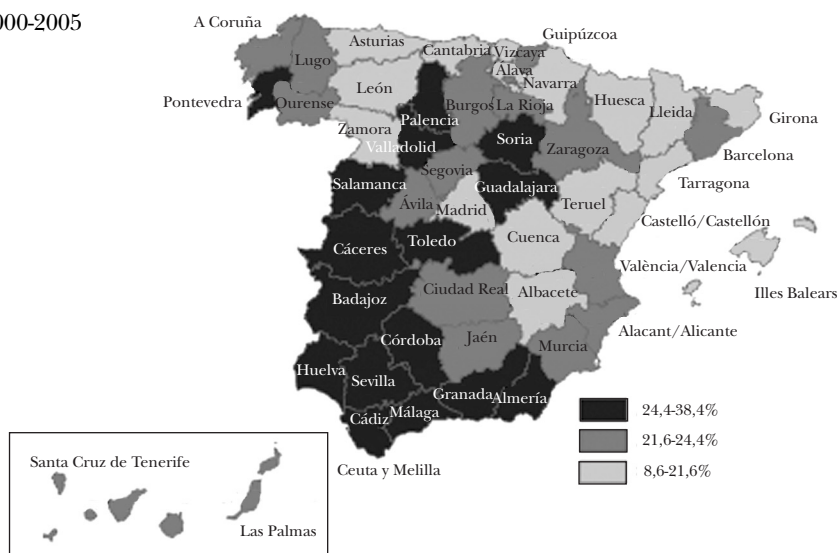 000-2005
A Coruña
Lugo
Asturias
Cantabria
Vizcaya
Guipúzcoa
Álava
Navarra
Pontevedra
Ourense
León
Palencia
Burgos
La Rioja
Huesca
Lleida
Girona
Zamora
Valladolid
Soria
Zaragoza
Barcelona
Tarragona
Salamanca
Segovia
Guadalajara
Ávila
Madrid
Teruel
Castelló/Castellón
Cáceres
Toledo
Cuenca
València/Valencia
Illes Balears
Badajoz
Ciudad Real
Albacete
Alacant/Alicante
Córdoba
Jaén
Murcia
Huelva
Sevilla
Granada
Almería
Málaga
Cádiz
Ceuta y Melilla
24,4-38,4%
21,6-24,4%
8,6-21,6%
Santa Cruz de Tenerife
Las Palmas